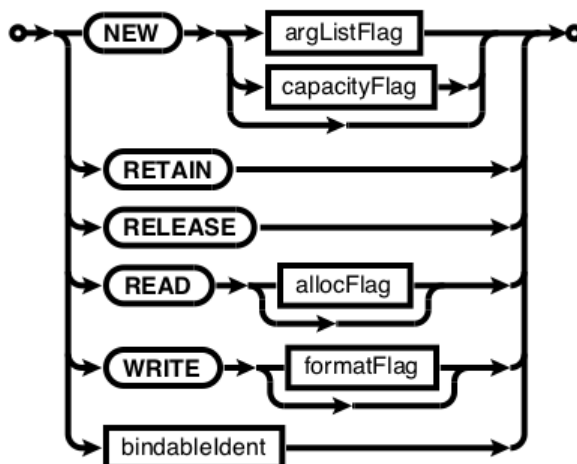 NEW argListFlag
capacityFlag
RETAIN
RELEASE
READ allocFlag
WRITE formatFlag
bindableIdent